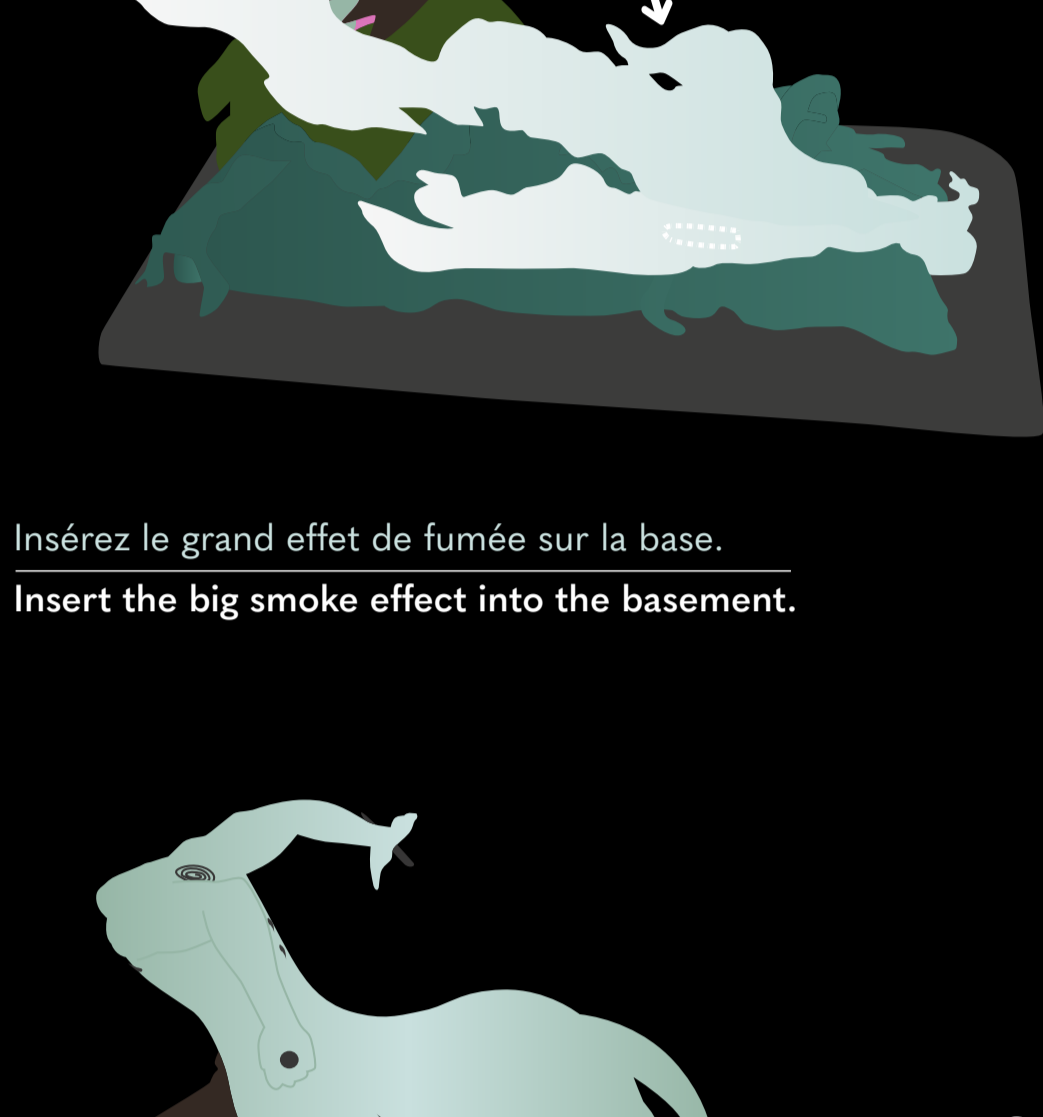 Insérez le grand effet de fumée sur la base.
Insert the big smoke effect into the basement.